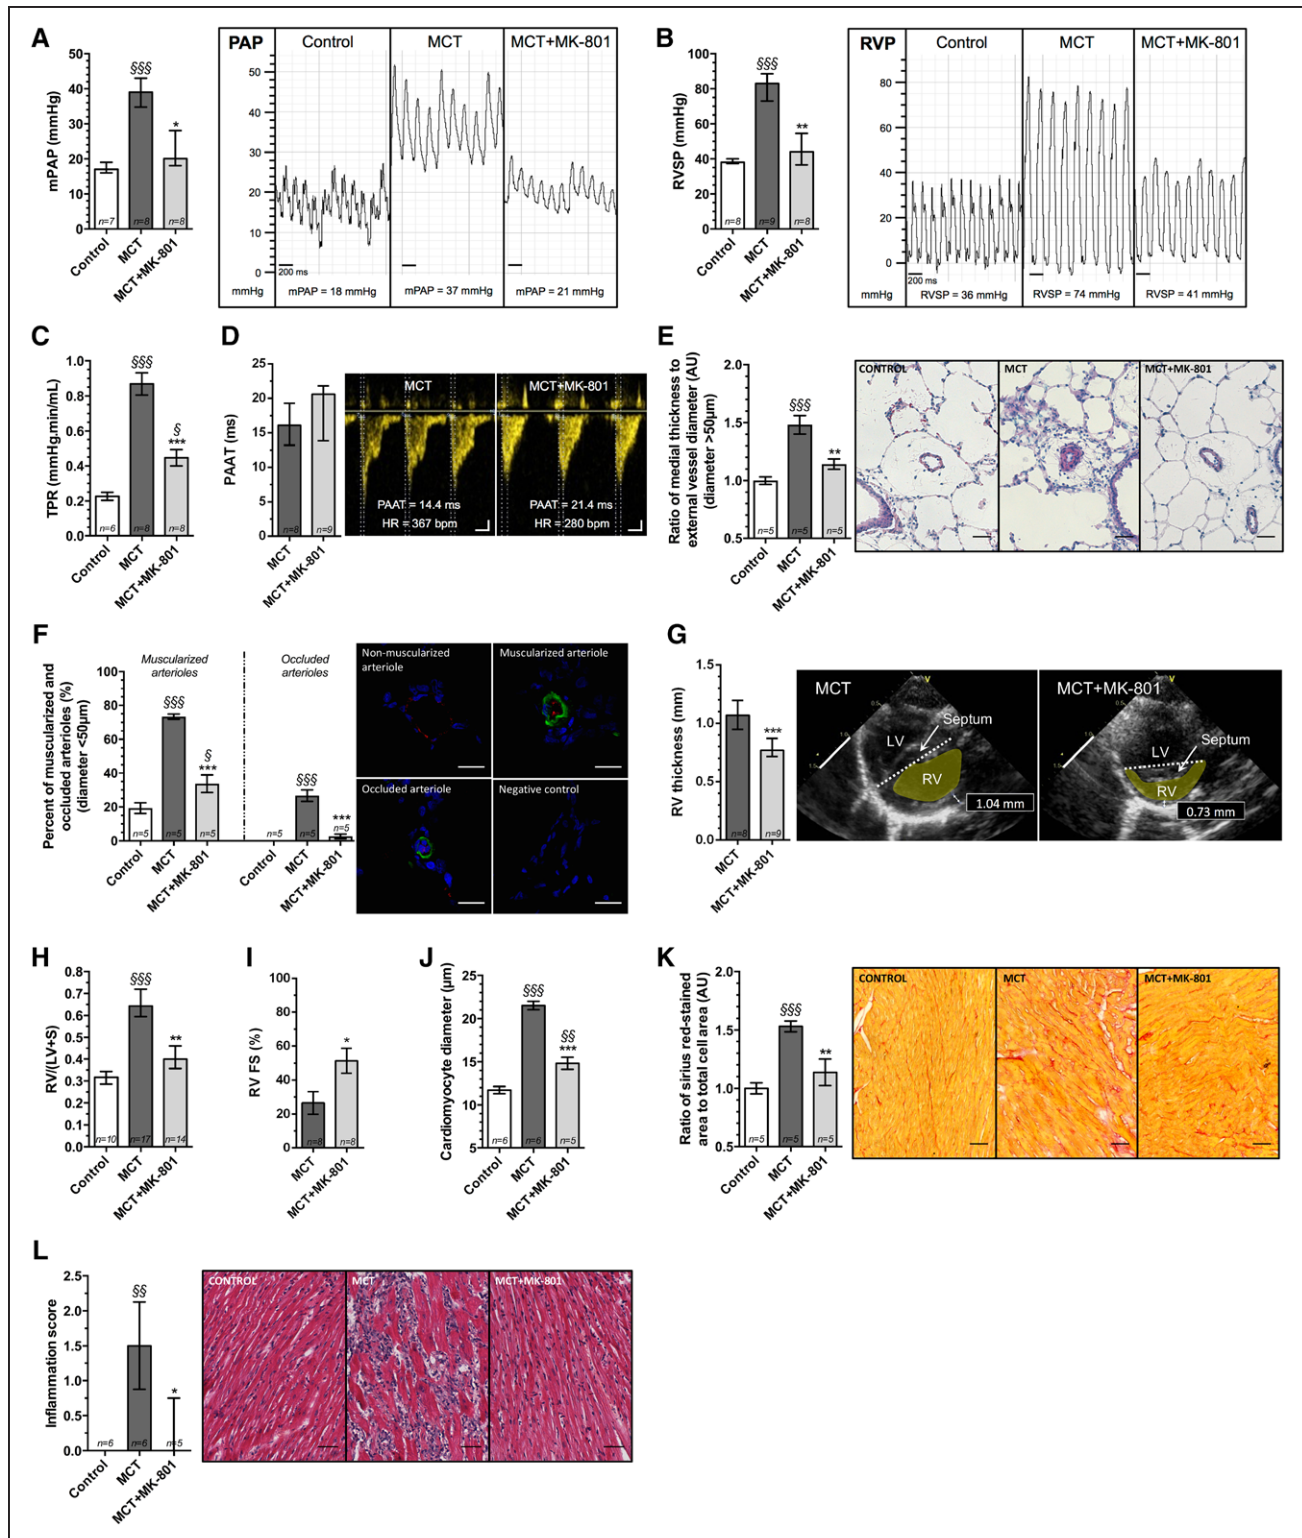 A
mPAP (mmHg)
50
40
30
20
10
0
§§§
*
n=7
n=8
n=8
Control
MCT
MCT+MK-801
PAP
Control
MCT
MCT+MK-801
50
40
30
20
10
0
200 ms
mmHg
mPAP = 18 mmHg
mPAP = 37 mmHg
mPAP = 21 mmHg
B
RVSP (mmHg)
100
80
60
40
20
0
§§§
**
n=8
n=9
n=8
Control
MCT
MCT+MK-801
RVP
Control
MCT
MCT+MK-801
80
60
40
20
0
200 ms
mmHg
RVSP = 36 mmHg
RVSP = 74 mmHg
RVSP = 41 mmHg
C
TPR (mmHg.min/mL)
1.0
0.8
0.6
0.4
0.2
0.0
§§§
§
***
n=6
n=8
n=8
Control
MCT
MCT+MK-801
D
PAAT (ms)
25
20
15
10
5
0
n=8
n=9
MCT
MCT+MK-801
MCT
PAAT = 14.4 ms
HR = 367 bpm
MCT+MK-801
PAAT = 21.4 ms
HR = 280 bpm
E
Ratio of medial thickness to
external vessel diameter (AU)
(diameter >50µm)
2.0
1.5
1.0
0.5
§§§
**
n=5
n=5
n=5
Control
MCT
MCT+MK-801
CONTROL
MCT
MCT+MK-801
F
Percent of muscularized and
occluded arterioles (%)
(diameter <50µm)
Muscularized
arterioles
Occluded
arterioles
100
80
60
40
20
0
§§§
§
***
§§§
***
n=5
n=5
n=5
n=5
n=5
n=5
Control
MCT
MCT+MK-801
Control
MCT
MCT+MK-801
Non-muscularized
arteriole
Muscularized arteriole
Occluded arteriole
Negative control
G
RV thickness (mm)
1.5
1.0
0.5
0.0
***
n=8
n=9
MCT
MCT+MK-801
MCT
V
Septum
LV
RV
1.04 mm
MCT+MK-801
V
Septum
LV
RV
0.73 mm
H
RV/(LV+S)
0.8
0.7
0.6
0.5
0.4
0.3
0.2
0.1
0.0
§§§
**
n=10
n=17
n=14
Control
MCT
MCT+MK-801
I
RV FS (%)
100
80
60
40
20
0
*
n=8
n=8
MCT
MCT+MK-801
J
Cardiomyocyte diameter (µm)
25
20
15
10
5
§§§
§§
***
n=6
n=6
n=5
Control
MCT
MCT+MK-801
K
Ratio of sirius red-stained
area to total cell area (AU)
2.0
1.5
1.0
0.5
§§§
**
n=5
n=5
n=5
Control
MCT
MCT+MK-801
CONTROL
MCT
MCT+MK-801
L
Inflammation score
2.5
2.0
1.5
1.0
0.5
0.0
§§
*
n=6
n=6
n=5
Control
MCT
MCT+MK-801
CONTROL
MCT
MCT+MK-801